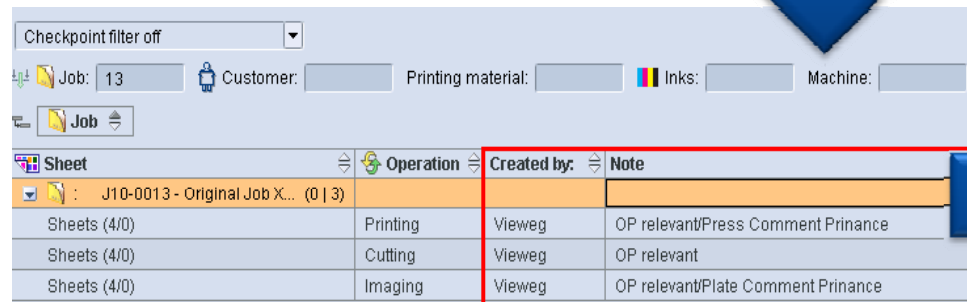 Checkpoint filter off
Job: 13 Customer: Printing material: Inks: Machine:
Job
Sheet Operation Created by: Note
: J10-0013 - Original Job X... (0 | 3)
Sheets (4/0) Printing Vieweg OP relevant/Press Comment Prinance
Sheets (4/0) Cutting Vieweg OP relevant
Sheets (4/0) Imaging Vieweg OP relevant/Plate Comment Prinance